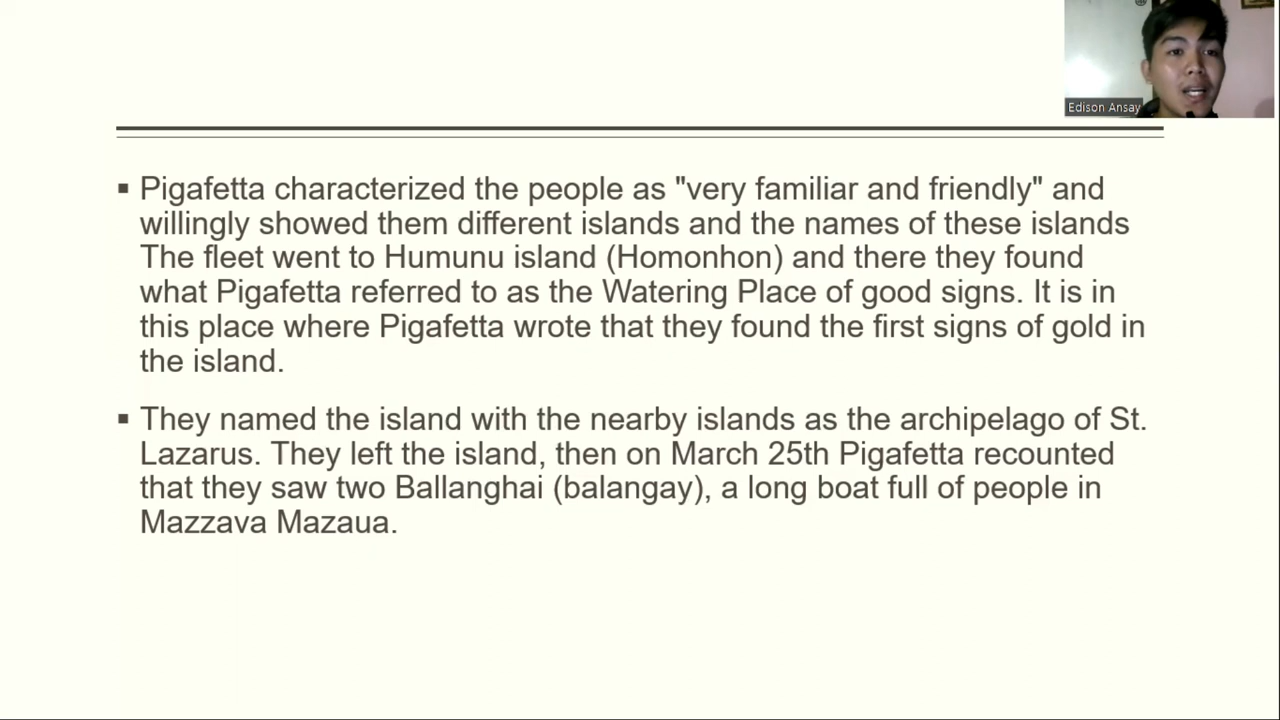 Edison Ansay
▪ Pigafetta characterized the people as "very familiar and friendly" and
willingly showed them different islands and the names of these islands
The fleet went to Humunu island (Homonhon) and there they found
what Pigafetta referred to as the Watering Place of good signs. It is in
this place where Pigafetta wrote that they found the first signs of gold in
the island.
▪ They named the island with the nearby islands as the archipelago of St.
Lazarus. They left the island, then on March 25th Pigafetta recounted
that they saw two Ballanghai (balangay), a long boat full of people in
Mazzava Mazaua.